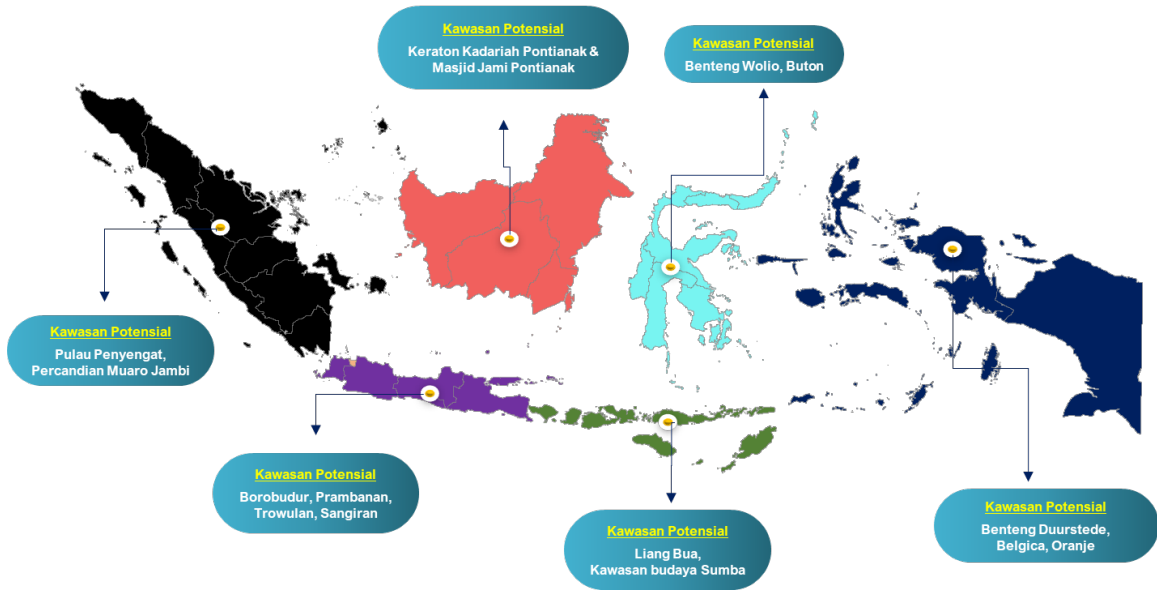 Kawasan Potensial
Keraton Kadariah Pontianak &
Masjid Jami Pontianak
Kawasan Potensial
Benteng Wolio, Buton
Kawasan Potensial
Pulau Penyengat,
Percandian Muaro Jambi
Kawasan Potensial
Borobudur, Prambanan,
Trowulan, Sangiran
Kawasan Potensial
Liang Bua,
Kawasan budaya Sumba
Kawasan Potensial
Benteng Duurstede,
Belgica, Oranje